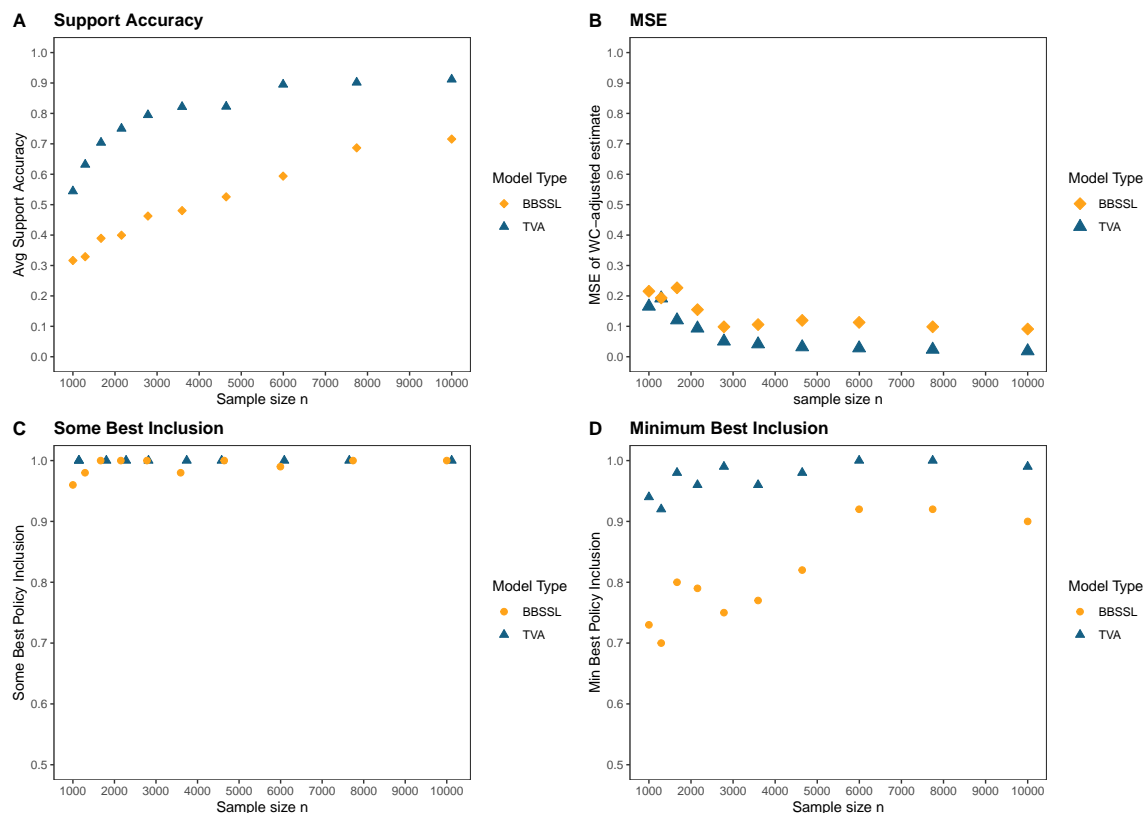 A Support Accuracy
1.0
0.9
0.8
0.7
0.6
0.5
0.4
0.3
0.2
0.1
0.0
Avg Support Accuracy
1000 2000 3000 4000 5000 6000 7000 8000 9000 10000
Sample size n
Model Type
BBSSL
TVA
B MSE
1.0
0.9
0.8
0.7
0.6
0.5
0.4
0.3
0.2
0.1
0.0
MSE of WC−adjusted estimate
1000 2000 3000 4000 5000 6000 7000 8000 9000 10000
sample size n
Model Type
BBSSL
TVA
C Some Best Inclusion
1.0
0.9
0.8
0.7
0.6
0.5
Some Best Policy Inclusion
1000 2000 3000 4000 5000 6000 7000 8000 9000 10000
Sample size n
Model Type
BBSSL
TVA
D Minimum Best Inclusion
1.0
0.9
0.8
0.7
0.6
0.5
Min Best Policy Inclusion
1000 2000 3000 4000 5000 6000 7000 8000 9000 10000
Sample size n
Model Type
BBSSL
TVA